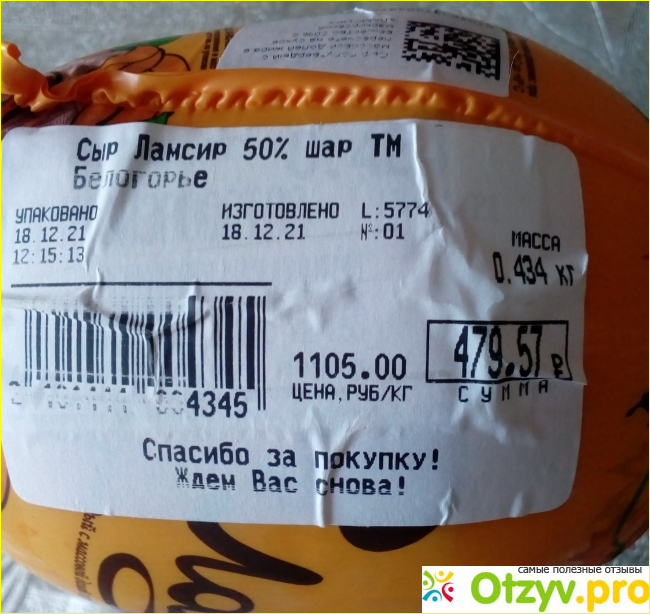 Сыр Ламсир 50% шар ТМ
Белогорье
УПАКОВАНО
18.12.21
12:15:13
ИЗГОТОВЛЕНО
18.12.21
L:5774
№:01
МАССА
0.434 кг
4345
1105.00
ЦЕНА,РУБ/КГ
479.57 ₽
СУММА
Спасибо за покупку!
Ждем Вас снова!
самые полезные отзывы
Otzyv.pro